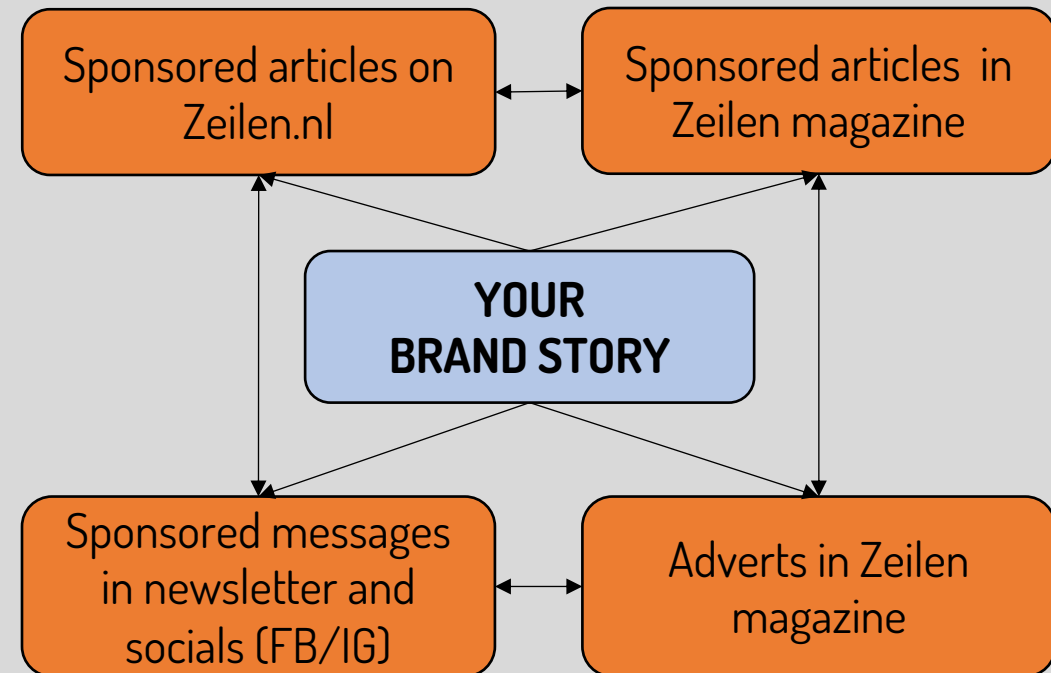 Sponsored articles on
Zeilen.nl
Sponsored articles in
Zeilen magazine
YOUR
BRAND STORY
Sponsored messages
in newsletter and
socials (FB/IG)
Adverts in Zeilen
magazine